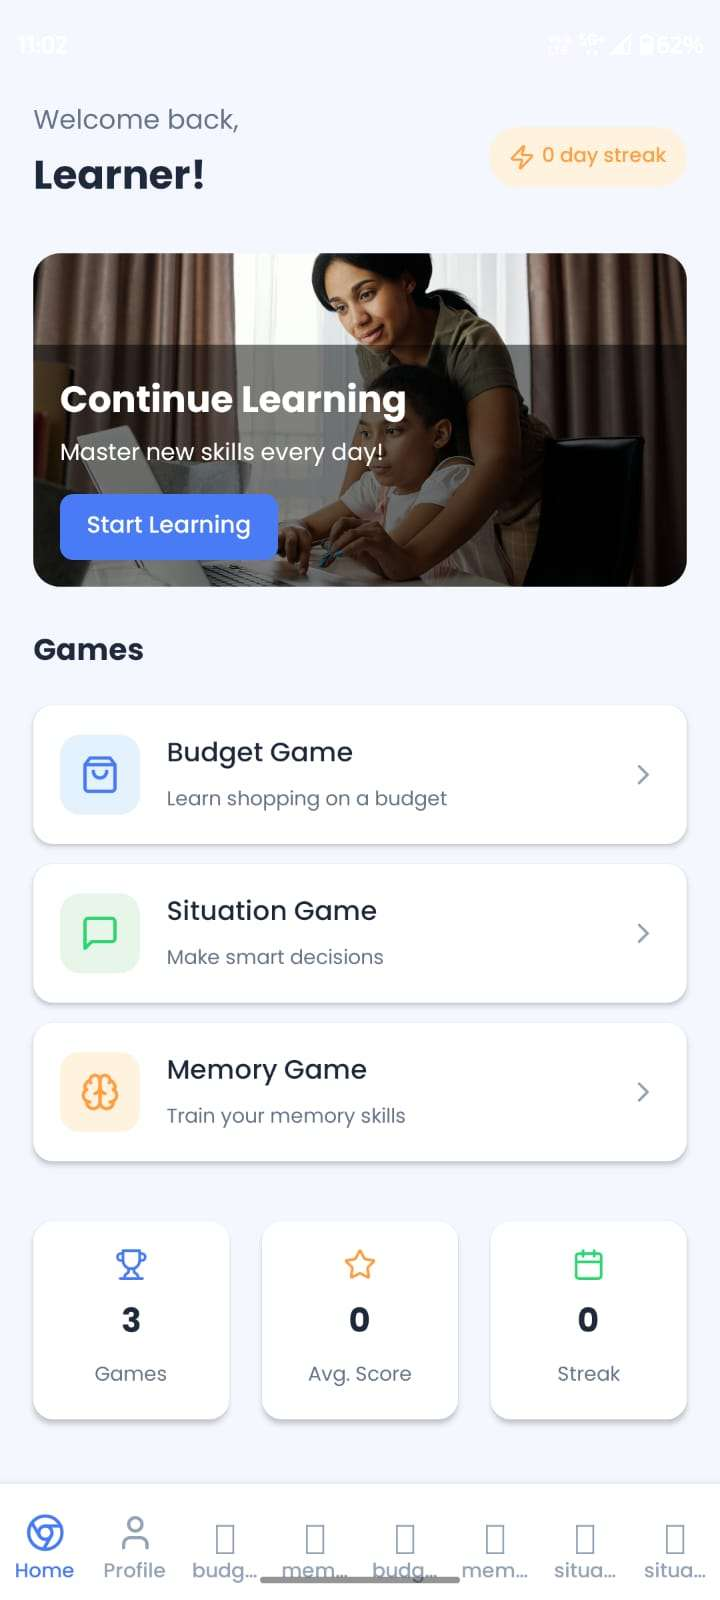 11:02
62%
Welcome back,
Learner!
0 day streak
Continue Learning
Master new skills every day!
Start Learning
Games
Budget Game
Learn shopping on a budget
Situation Game
Make smart decisions
Memory Game
Train your memory skills
3
0
0
Games
Avg. Score
Streak
Home
Profile
budg...
mem...
budg...
mem...
situa...
situa...